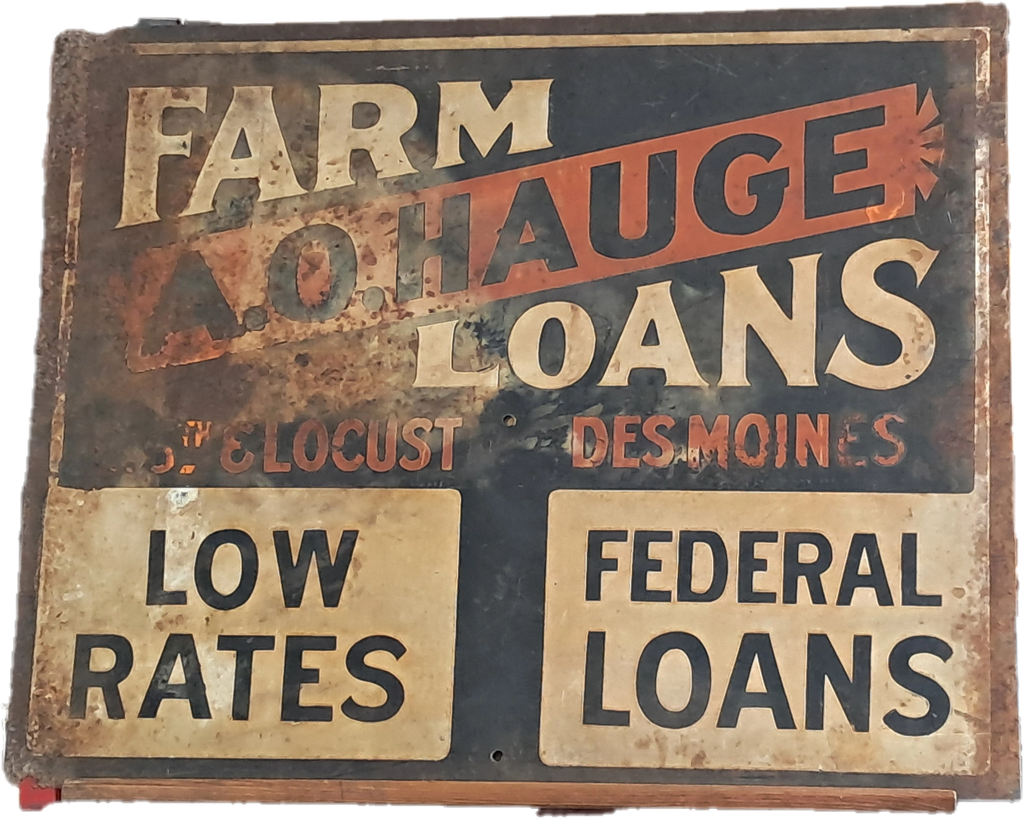 FARM
A.O. HAUGE
LOANS
& LOCUST DES MOINES
LOW
RATES
FEDERAL
LOANS